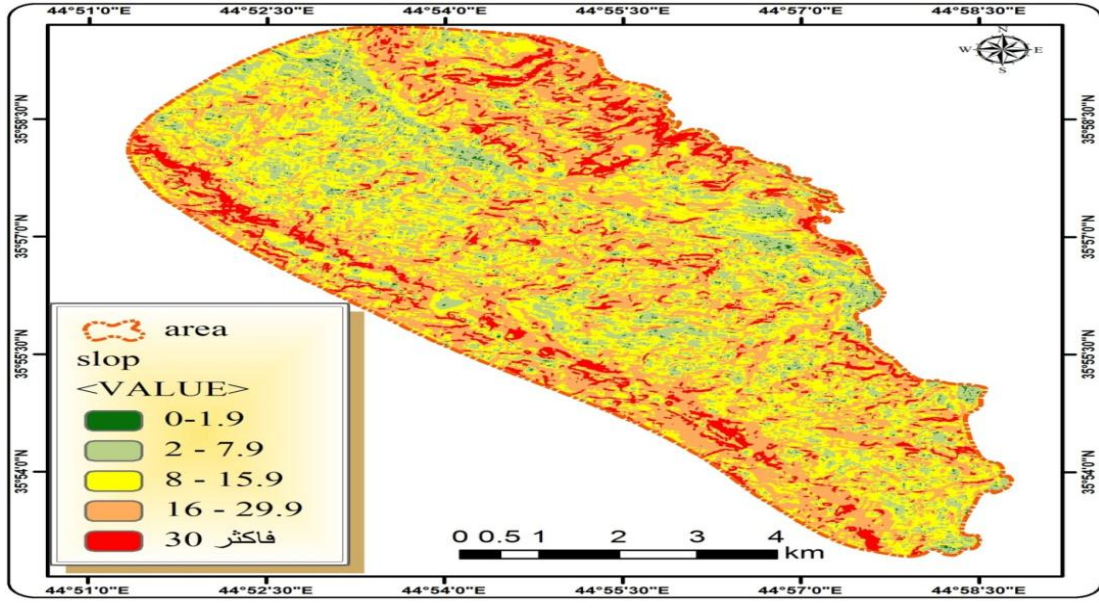 44°51'0"E 44°52'30"E 44°54'0"E 44°55'30"E 44°57'0"E 44°58'30"E
N
W E
S
35°58'30"N 35°58'30"N
35°57'0"N 35°57'0"N
35°55'30"N 35°55'30"N
35°54'0"N 35°54'0"N
area
slop
<VALUE>
0-1.9
2 - 7.9
8 - 15.9
16 - 29.9
30 فاكثر
0 0.5 1 2 3 4
km
44°51'0"E 44°52'30"E 44°54'0"E 44°55'30"E 44°57'0"E 44°58'30"E